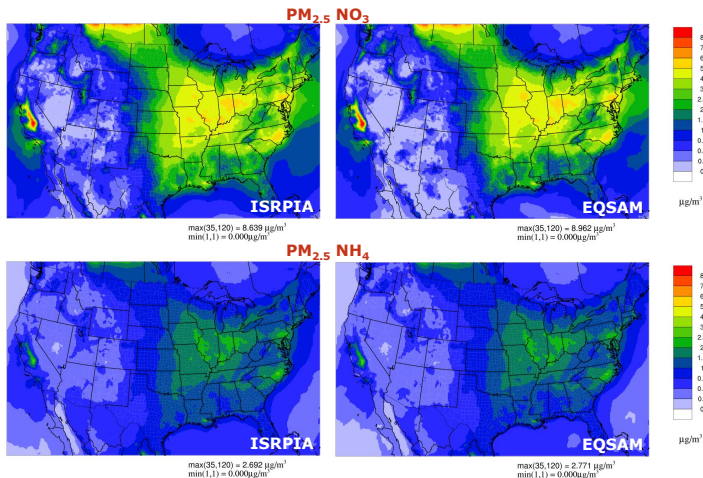 PM2.5 NO3
ISRPIA
EQSAM
max(35,120) = 8.639 µg/m³
min(1,1) = 0.000µg/m³
max(35,120) = 8.962 µg/m³
min(1,1) = 0.000µg/m³
µg/m³
PM2.5 NH4
ISRPIA
EQSAM
max(35,120) = 2.692 µg/m³
min(1,1) = 0.000µg/m³
max(35,120) = 2.771 µg/m³
min(1,1) = 0.000µg/m³
µg/m³